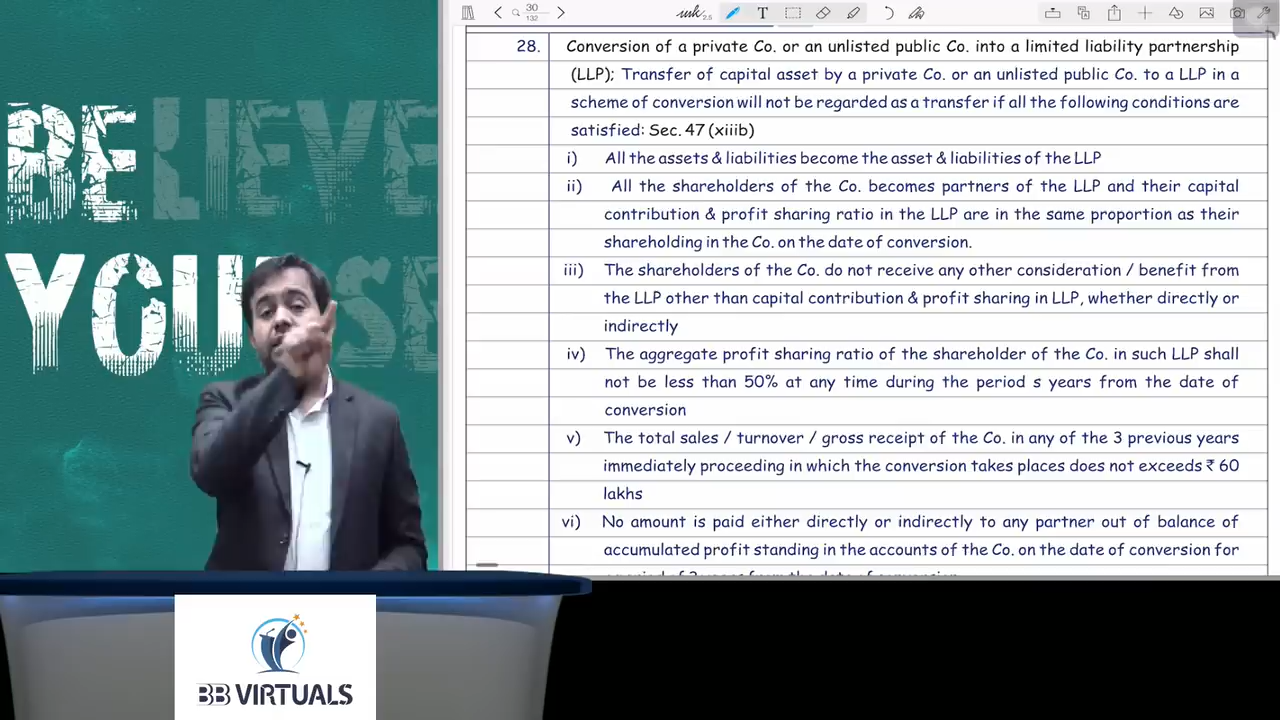 BELIEVE
YOU SE
30
132
2.5
T
28. Conversion of a private Co. or an unlisted public Co. into a limited liability partnership
(LLP); Transfer of capital asset by a private Co. or an unlisted public Co. to a LLP in a
scheme of conversion will not be regarded as a transfer if all the following conditions are
satisfied: Sec. 47 (xiiib)
i) All the assets & liabilities become the asset & liabilities of the LLP
ii) All the shareholders of the Co. becomes partners of the LLP and their capital
contribution & profit sharing ratio in the LLP are in the same proportion as their
shareholding in the Co. on the date of conversion.
iii) The shareholders of the Co. do not receive any other consideration / benefit from
the LLP other than capital contribution & profit sharing in LLP, whether directly or
indirectly
iv) The aggregate profit sharing ratio of the shareholder of the Co. in such LLP shall
not be less than 50% at any time during the period s years from the date of
conversion
v) The total sales / turnover / gross receipt of the Co. in any of the 3 previous years
immediately proceeding in which the conversion takes places does not exceeds ₹ 60
lakhs
vi) No amount is paid either directly or indirectly to any partner out of balance of
accumulated profit standing in the accounts of the Co. on the date of conversion for
BB VIRTUALS